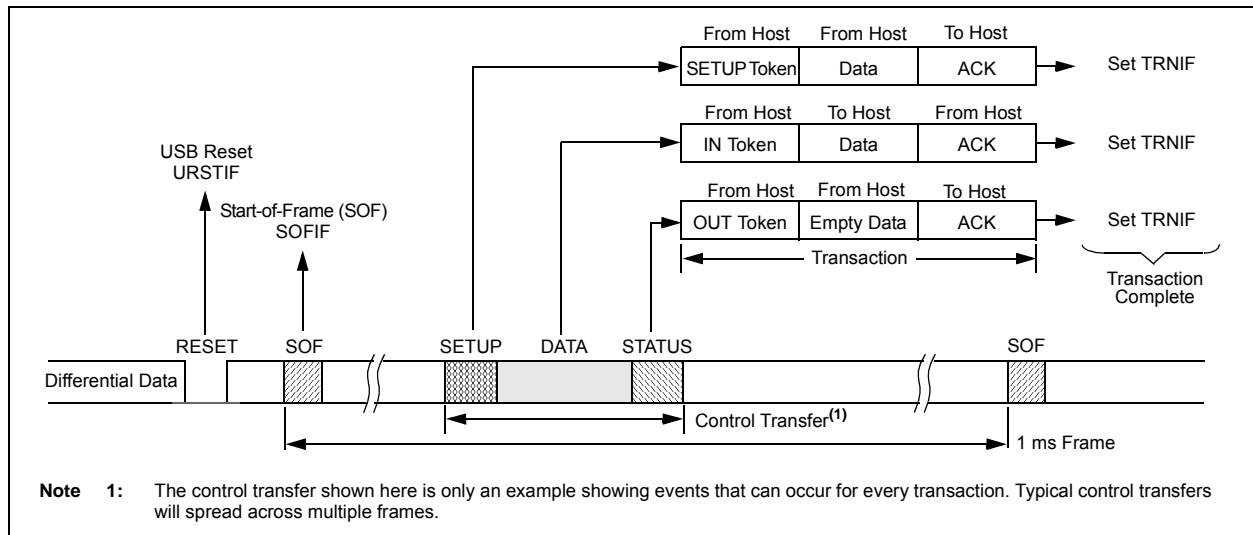 From Host From Host To Host
SETUP Token Data ACK Set TRNIF
From Host To Host From Host
IN Token Data ACK Set TRNIF
USB Reset
URSTIF
From Host From Host To Host
Start-of-Frame (SOF)
SOFIF
OUT Token Empty Data ACK Set TRNIF
Transaction
Transaction
Complete
RESET SOF SETUP DATA STATUS SOF
Differential Data
Control Transfer(1)
1 ms Frame
Note 1: The control transfer shown here is only an example showing events that can occur for every transaction. Typical control transfers
will spread across multiple frames.